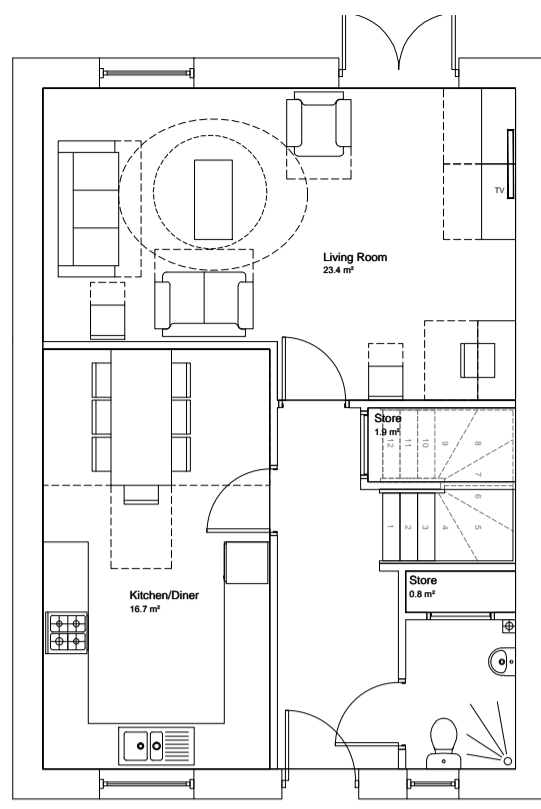 TV
Living Room
23.4 m²
Store
1.9 m²
12 11 10 9 8
7
6
1 2 3 4 5
Store
0.8 m²
Kitchen/Diner
16.7 m²